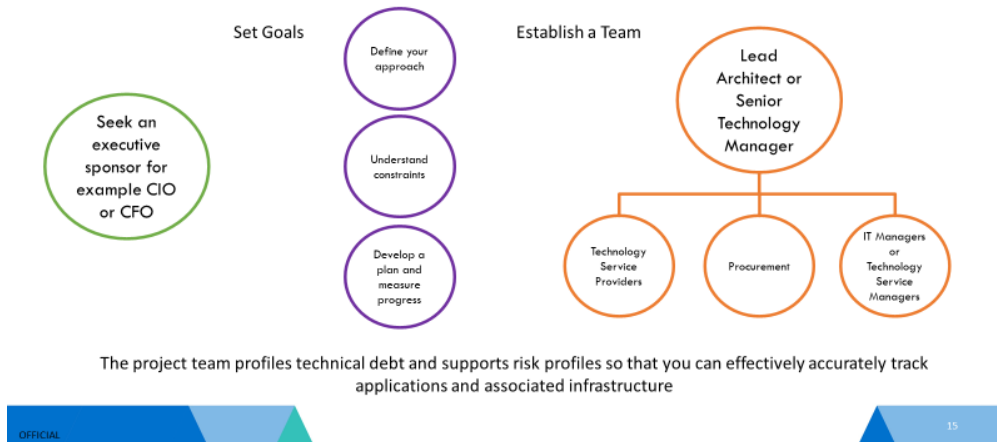 Set Goals
Establish a Team
Seek an
executive
sponsor for
example CIO
or CFO
Define your
approach
Understand
constraints
Develop a
plan and
measure
progress
Lead
Architect or
Senior
Technology
Manager
Technology
Service
Providers
Procurement
IT Managers
or
Technology
Service
Managers
The project team profiles technical debt and supports risk profiles so that you can effectively accurately track
applications and associated infrastructure
OFFICIAL
15